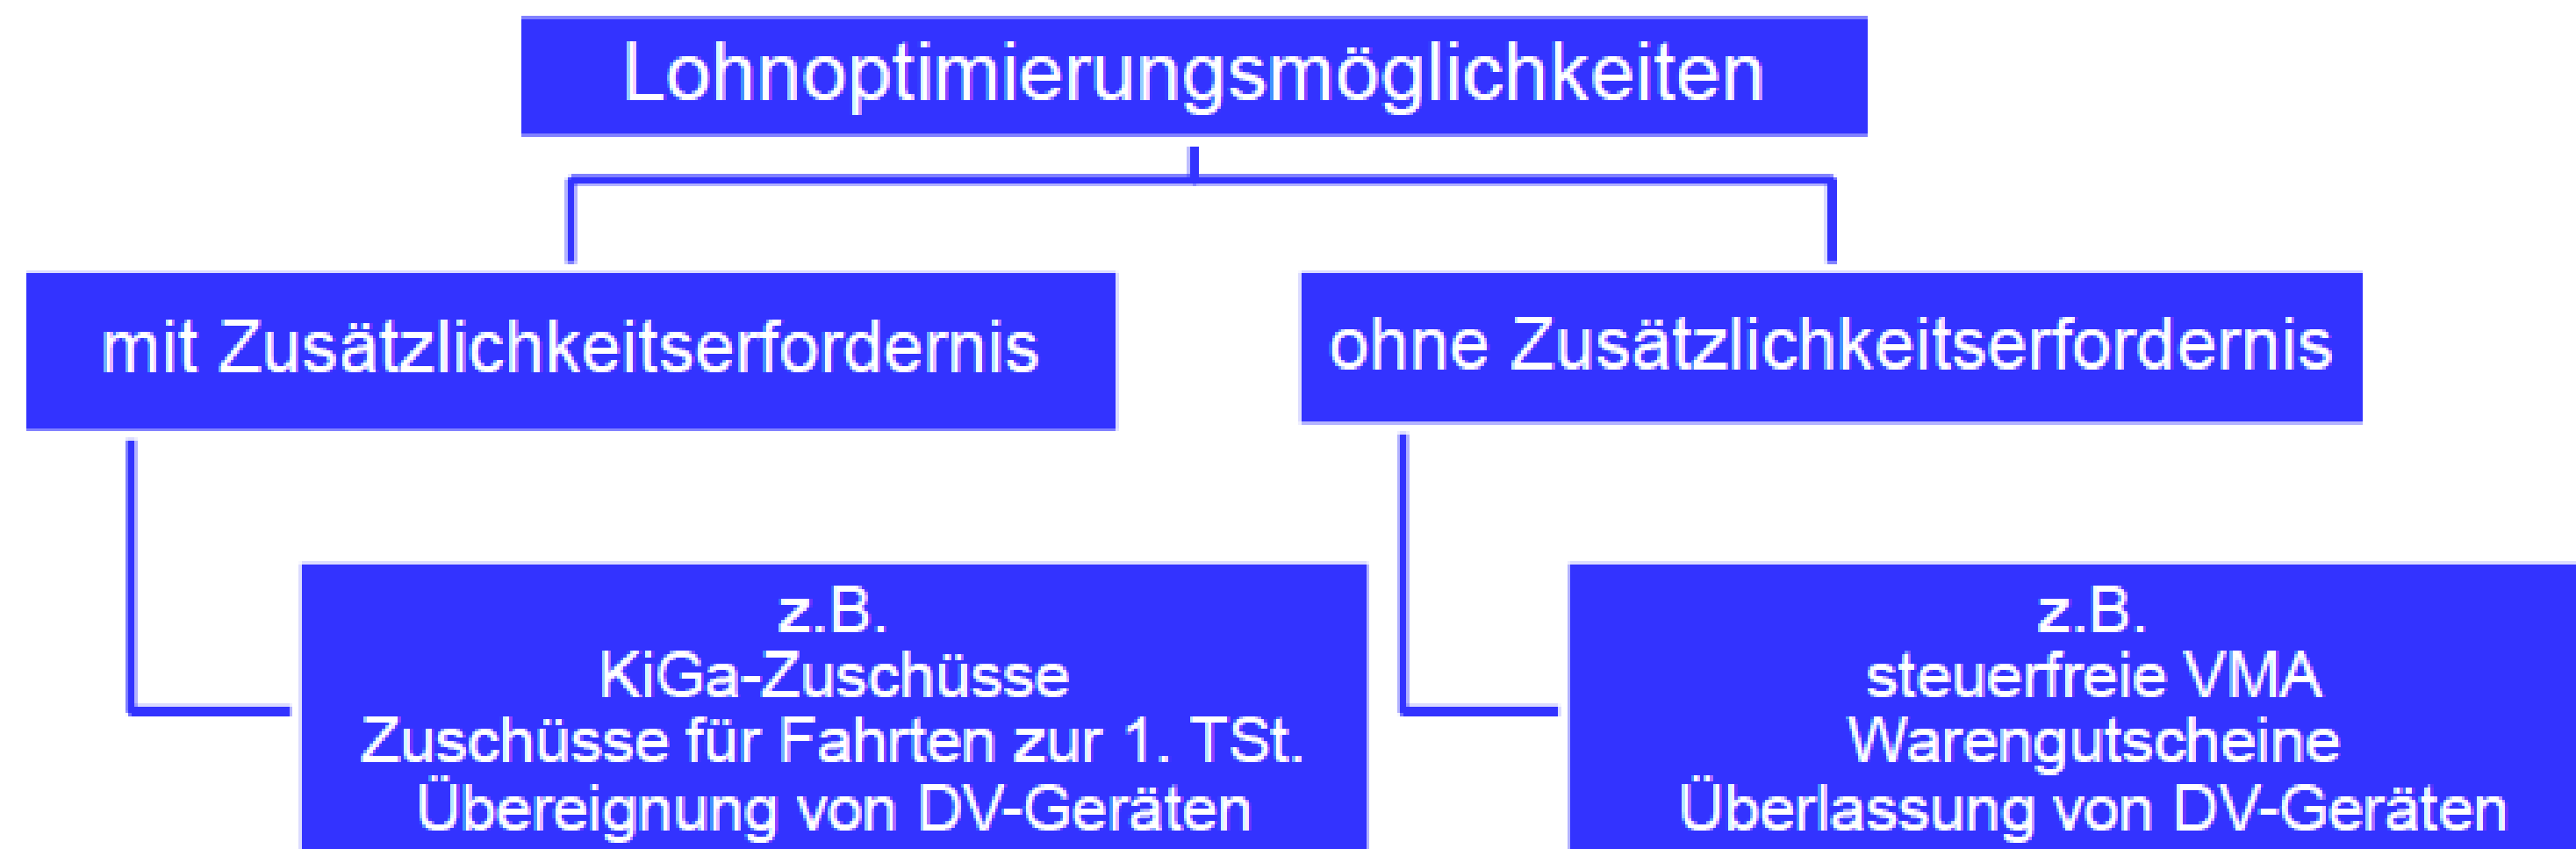 Lohnoptimierungsmöglichkeiten
mit Zusätzlichkeitserfordernis
ohne Zusätzlichkeitserfordernis
z.B.
KiGa-Zuschüsse
Zuschüsse für Fahrten zur 1. TSt.
Übereignung von DV-Geräten
z.B.
steuerfreie VMA
Warengutscheine
Überlassung von DV-Geräten